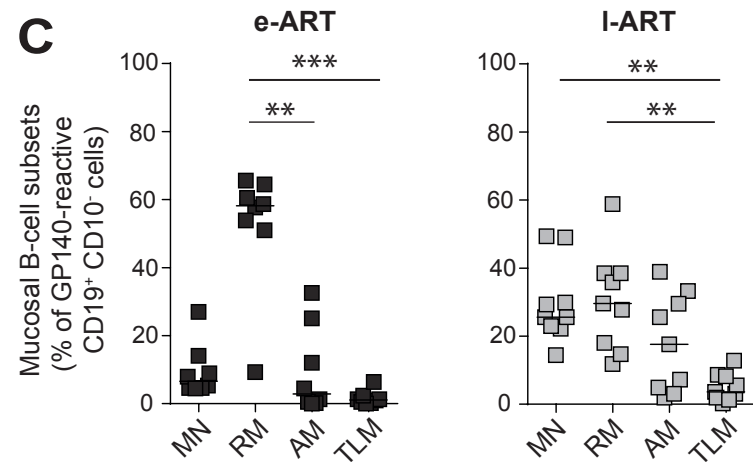 C
e-ART
l-ART
Mucosal B-cell subsets
(% of GP140-reactive
CD19⁺ CD10⁻ cells)
100
80
60
40
20
0
***
**
MN
RM
AM
TLM
100
80
60
40
20
0
**
**
MN
RM
AM
TLM